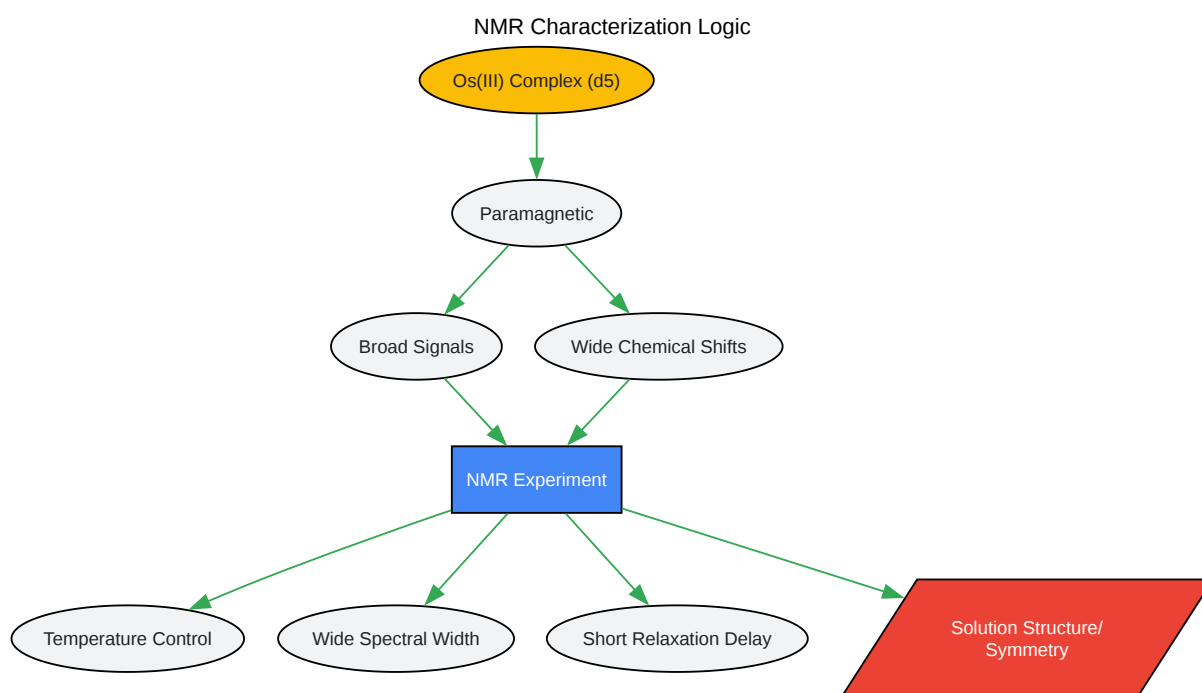 NMR Characterization Logic
Os(III) Complex (d5)
Paramagnetic
Broad Signals
Wide Chemical Shifts
NMR Experiment
Temperature Control
Wide Spectral Width
Short Relaxation Delay
Solution Structure/
Symmetry